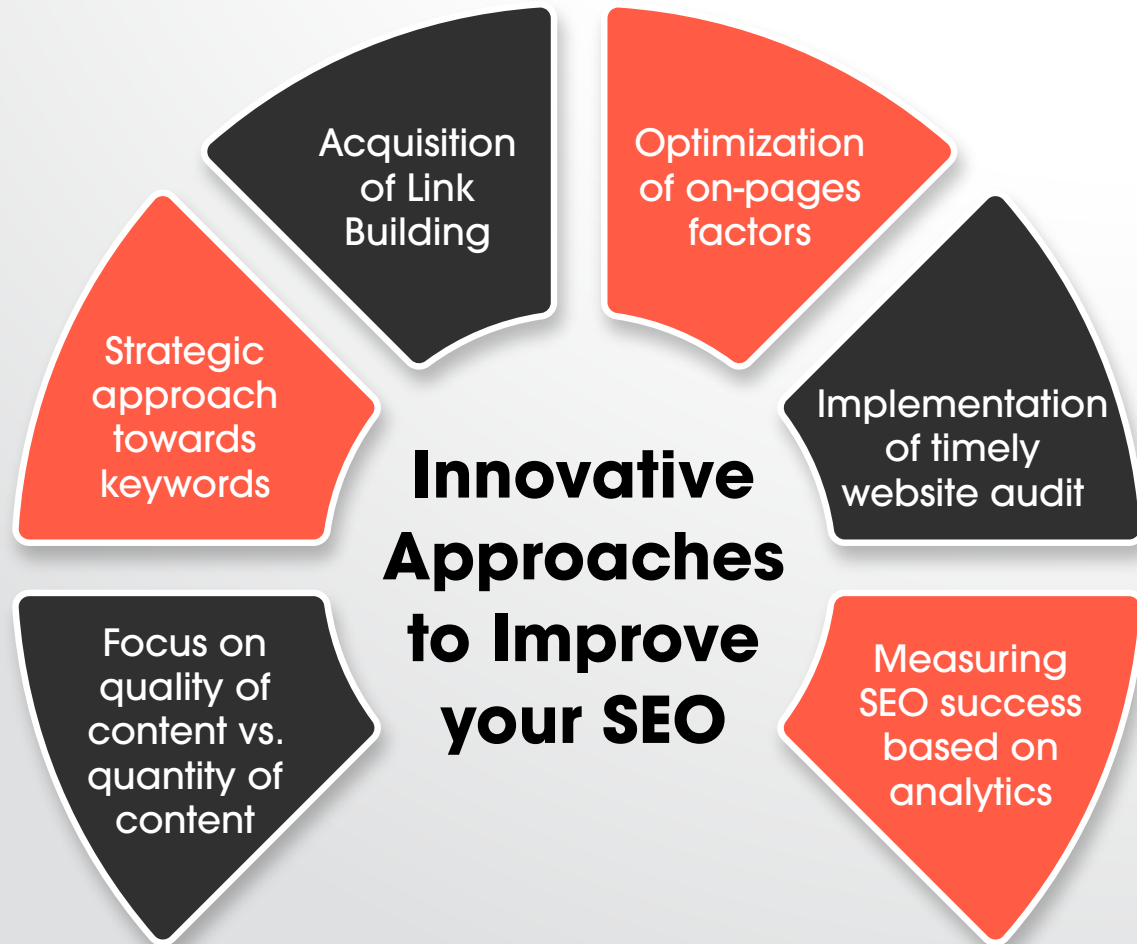 Acquisition
of Link
Building
Optimization
of on-pages
factors
Strategic
approach
towards
keywords
Implementation
of timely
website audit
Innovative
Approaches
to Improve
your SEO
Focus on
quality of
content vs.
quantity of
content
Measuring
SEO success
based on
analytics